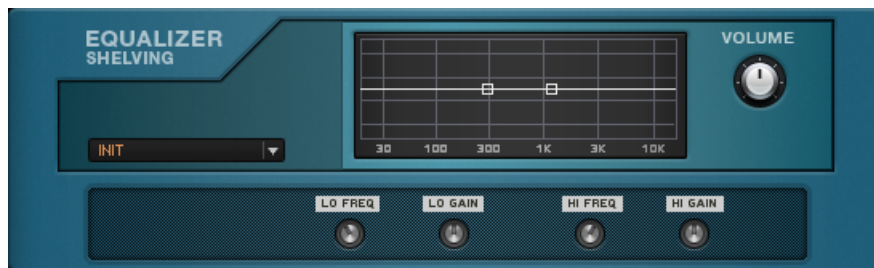 EQUALIZER
SHELVING
VOLUME
INIT
30 100 300 1K 3K 10K
LO FREQ LO GAIN HI FREQ HI GAIN